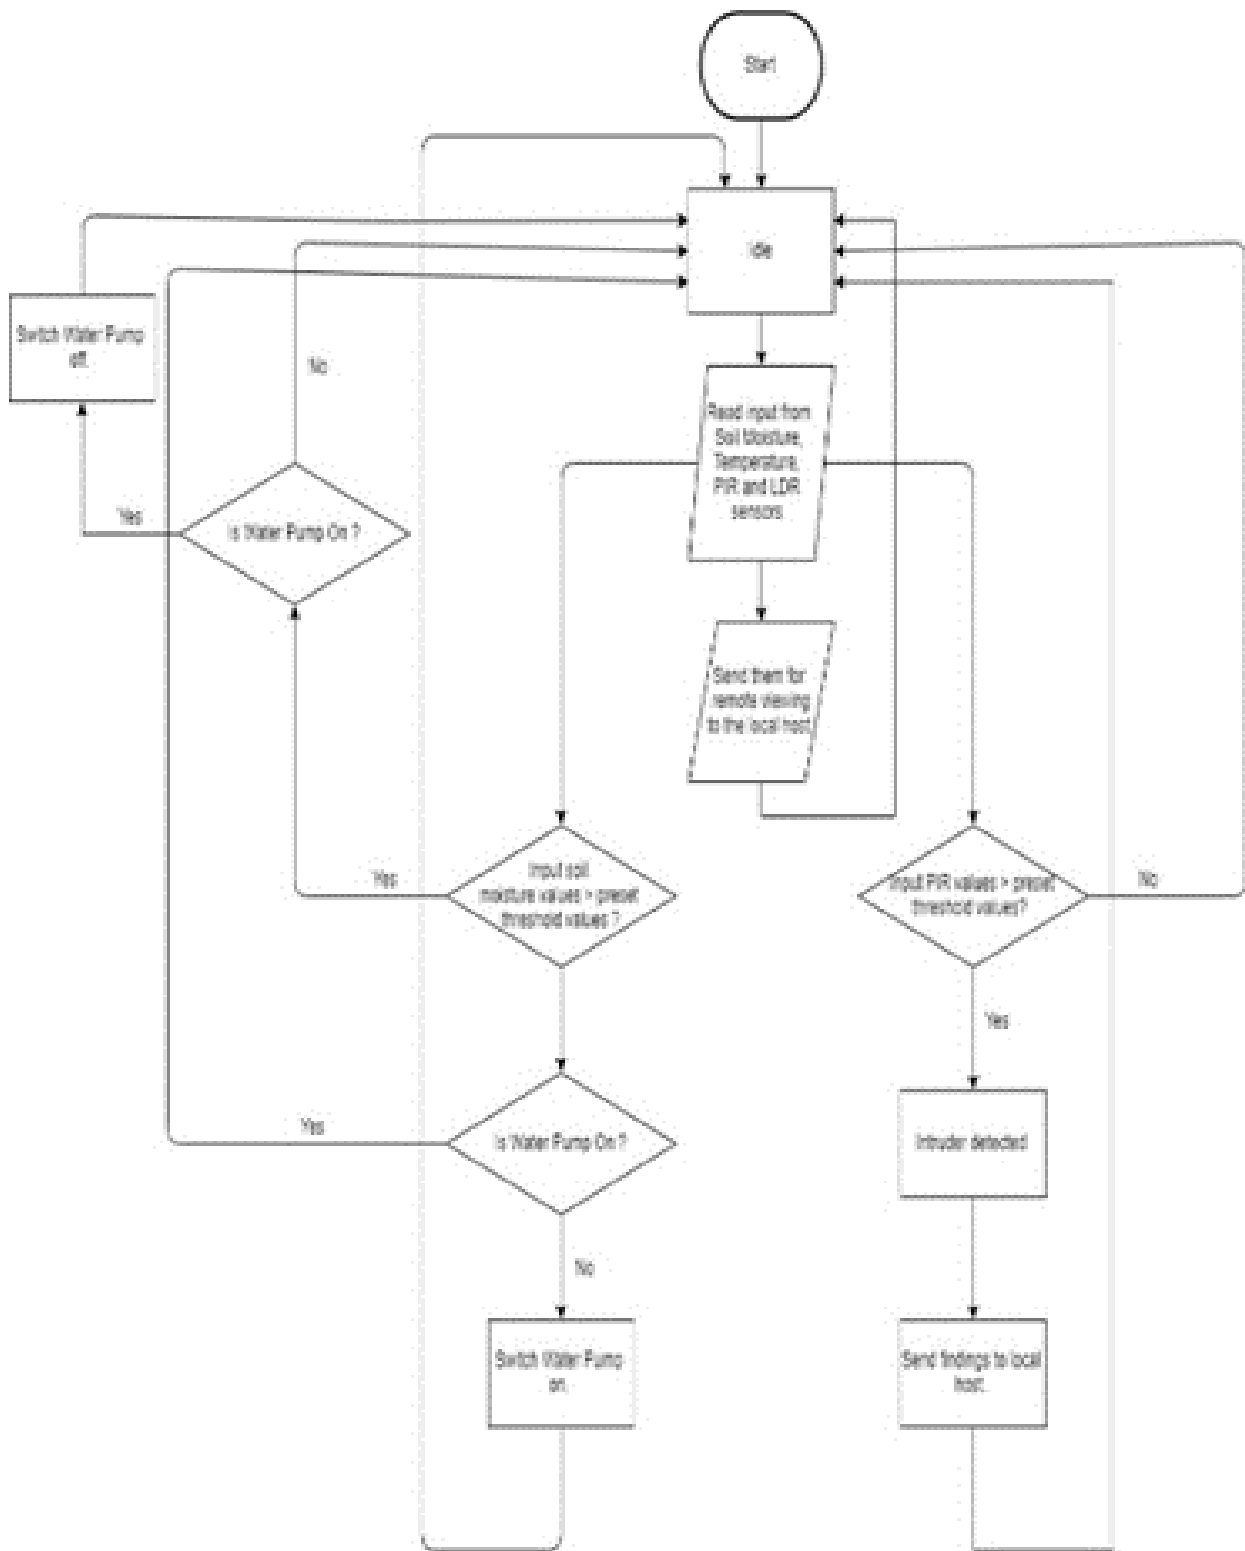 Start
Idle
Switch Water Pump
off.
No
Read input from
Soil Moisture,
Temperature,
PIR and LDR
sensors
Yes
Is Water Pump On ?
Send them for
remote viewing
to the local host
Yes
Input soil
moisture values > preset
threshold values ?
Input PIR values > preset
threshold values?
No
Yes
Yes
Is Water Pump On ?
Intruder detected
No
Switch Water Pump
on.
Send findings to local
host.